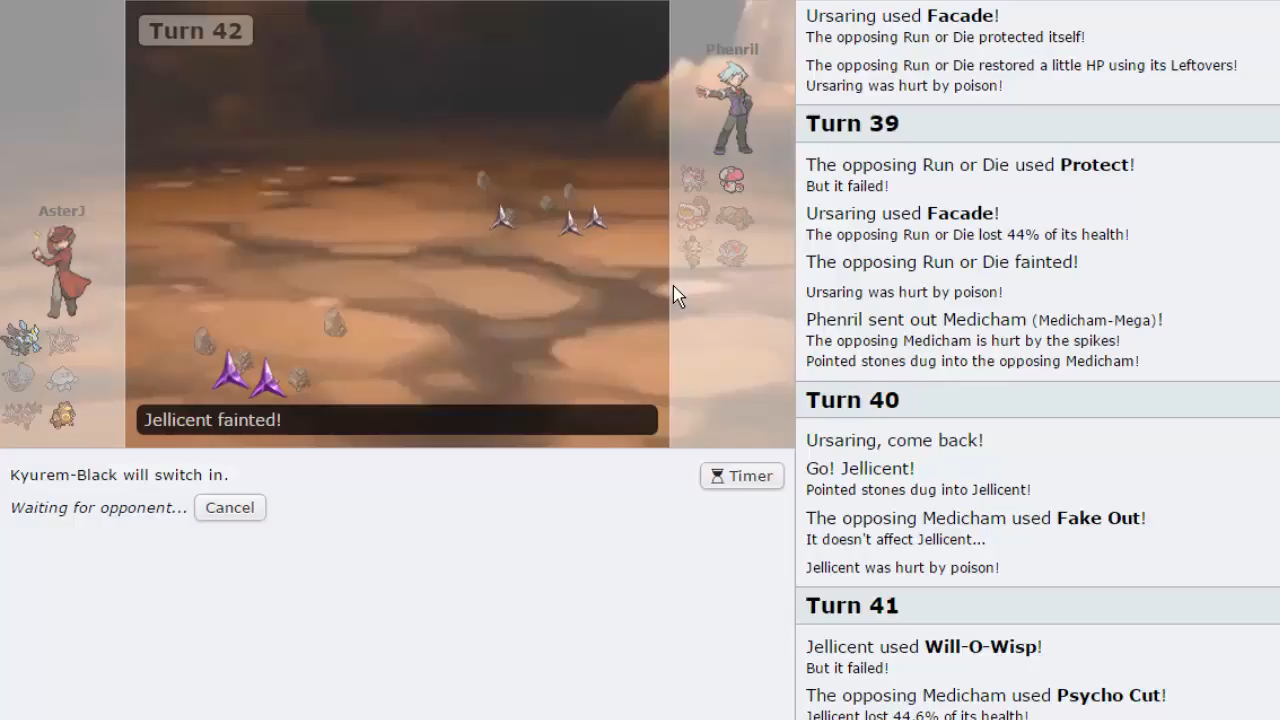 Turn 42
Phenril
AsterJ
Jellicent fainted!
Kyurem-Black will switch in.
Timer
Waiting for opponent...
Cancel
Ursaring used Facade!
The opposing Run or Die protected itself!
The opposing Run or Die restored a little HP using its Leftovers!
Ursaring was hurt by poison!
Turn 39
The opposing Run or Die used Protect!
But it failed!
Ursaring used Facade!
The opposing Run or Die lost 44% of its health!
The opposing Run or Die fainted!
Ursaring was hurt by poison!
Phenril sent out Medicham (Medicham-Mega)!
The opposing Medicham is hurt by the spikes!
Pointed stones dug into the opposing Medicham!
Turn 40
Ursaring, come back!
Go! Jellicent!
Pointed stones dug into Jellicent!
The opposing Medicham used Fake Out!
It doesn't affect Jellicent...
Jellicent was hurt by poison!
Turn 41
Jellicent used Will-O-Wisp!
But it failed!
The opposing Medicham used Psycho Cut!
Jellicent lost 44.6% of its health!